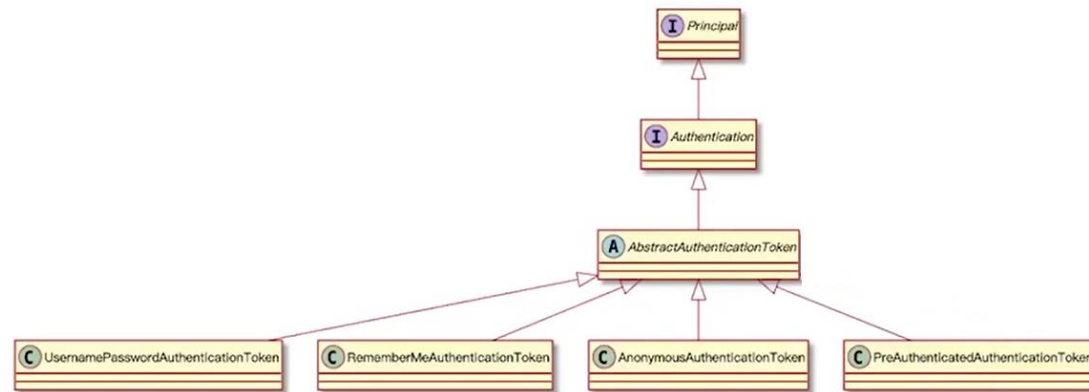 I Principal
I Authentication
A AbstractAuthenticationToken
C UsernamePasswordAuthenticationToken
C RememberMeAuthenticationToken
C AnonymousAuthenticationToken
C PreAuthenticatedAuthenticationToken